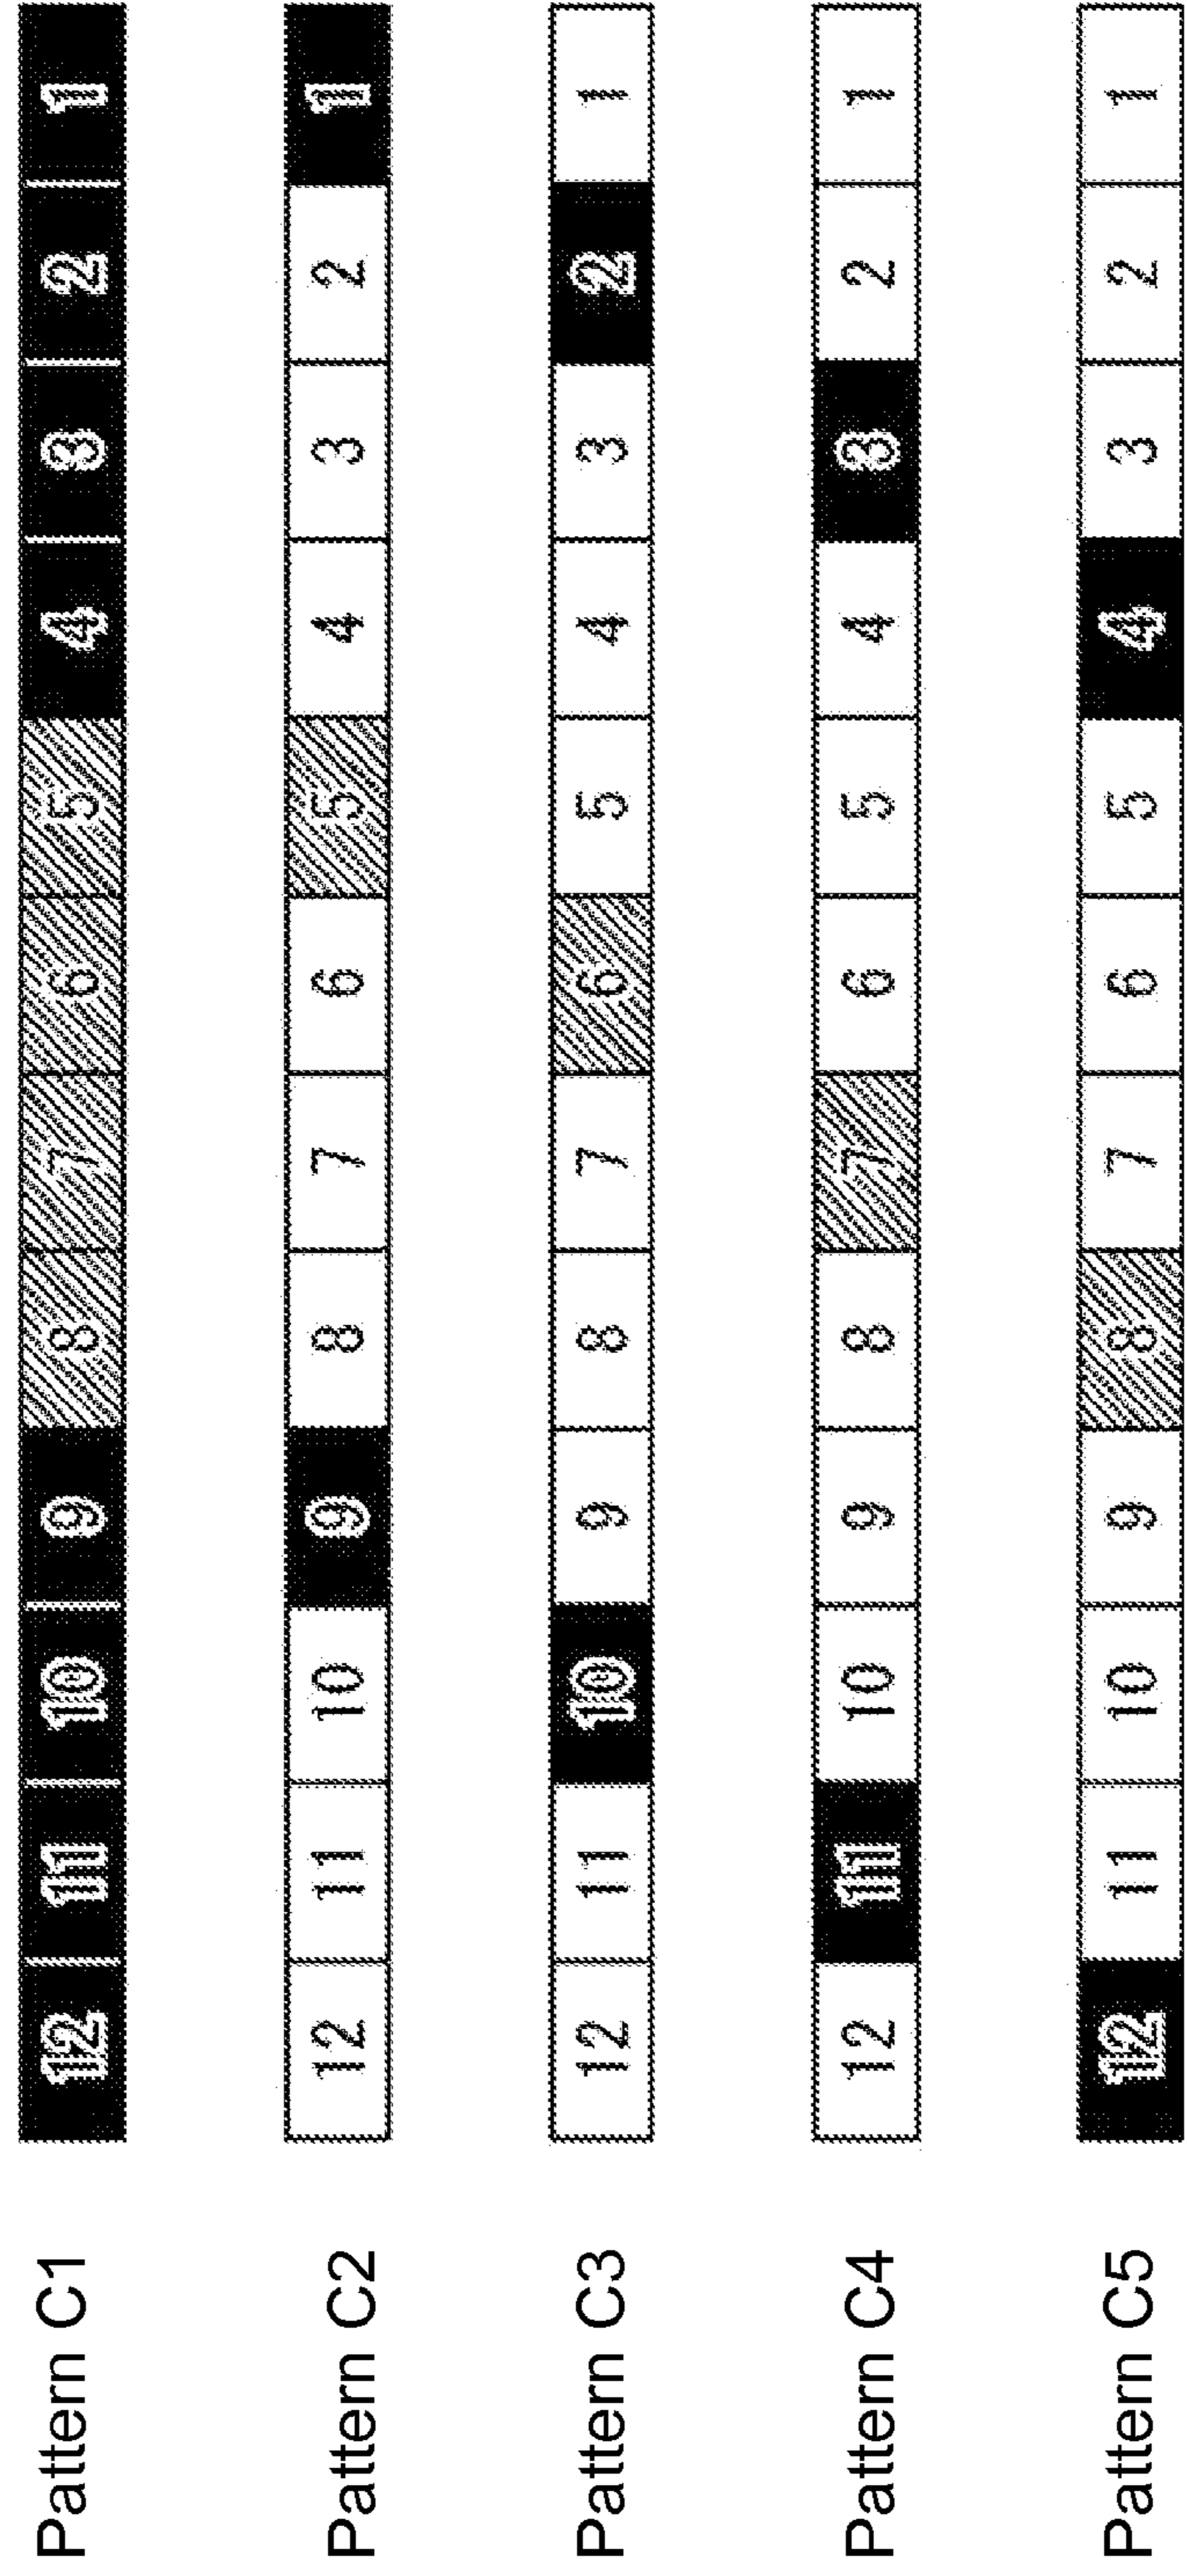 Pattern C1 12 11 10 9 8 7 6 5 4 3 2 1
Pattern C2 12 11 10 9 8 7 6 5 4 3 2 1
Pattern C3 12 11 10 9 8 7 6 5 4 3 2 1
Pattern C4 12 11 10 9 8 7 6 5 4 3 2 1
Pattern C5 12 11 10 9 8 7 6 5 4 3 2 1